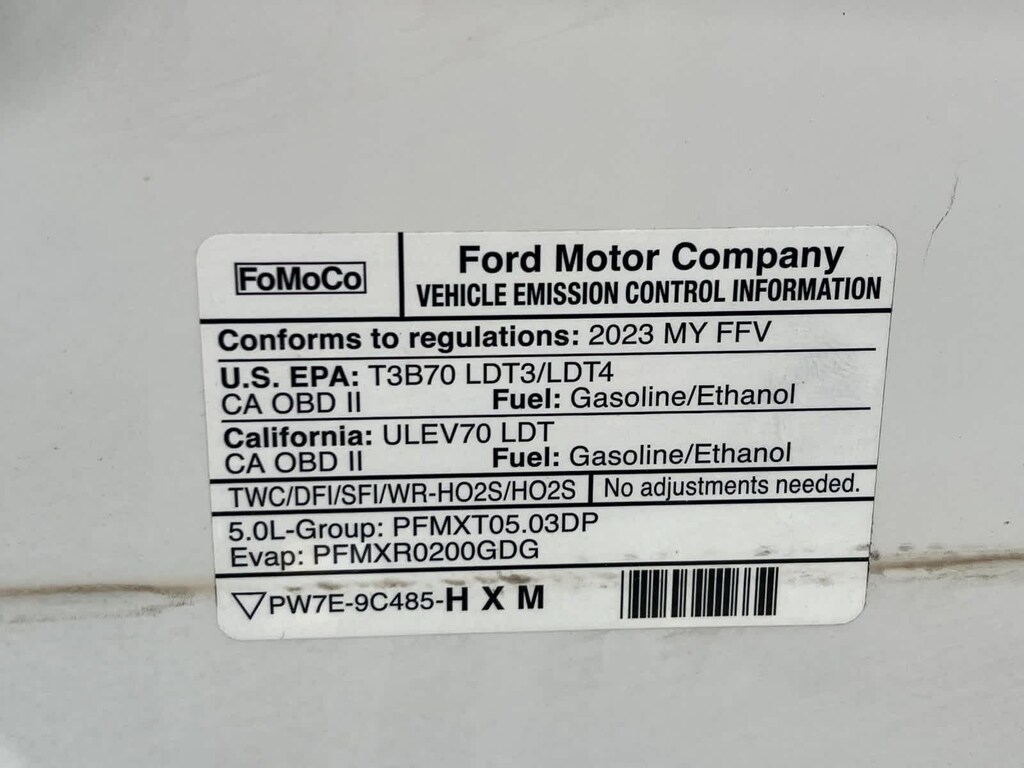 FoMoCo
Ford Motor Company
VEHICLE EMISSION CONTROL INFORMATION
Conforms to regulations: 2023 MY FFV
U.S. EPA: T3B70 LDT3/LDT4
CA OBD II Fuel: Gasoline/Ethanol
California: ULEV70 LDT
CA OBD II Fuel: Gasoline/Ethanol
TWC/DFI/SFI/WR-HO2S/HO2S No adjustments needed.
5.0L-Group: PFMXT05.03DP
Evap: PFMXR0200GDG
PW7E-9C485-H X M